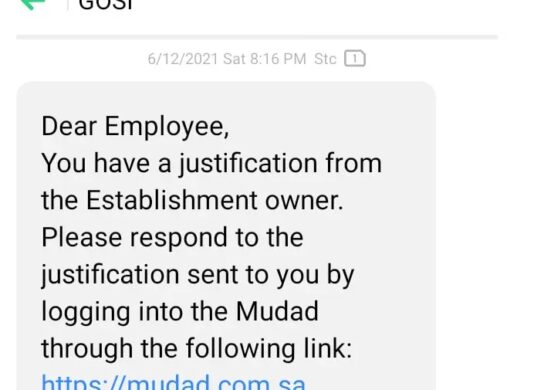 GOSI
6/12/2021 Sat 8:16 PM Stc 1
Dear Employee,
You have a justification from
the Establishment owner.
Please respond to the
justification sent to you by
logging into the Mudad
through the following link:
https://mudad.com.sa